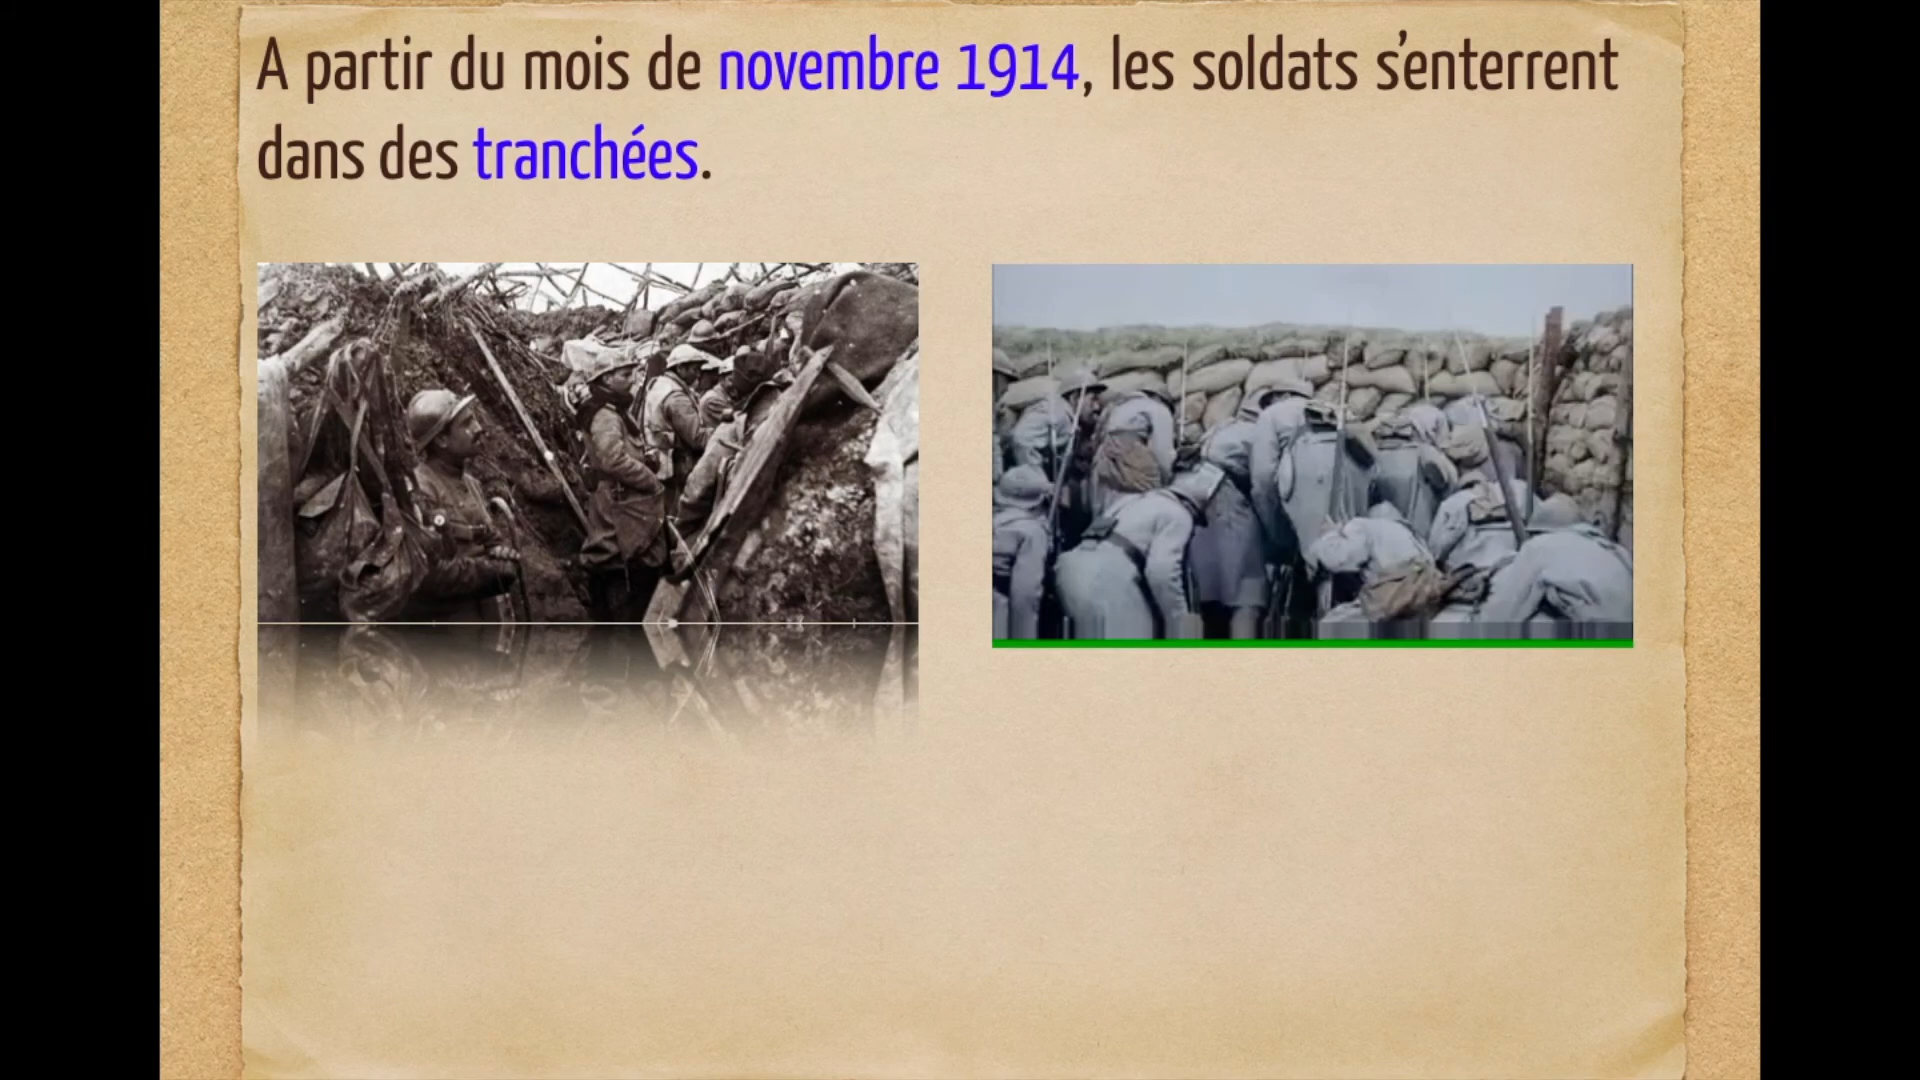 A partir du mois de novembre 1914, les soldats s’enterrent
dans des tranchées.